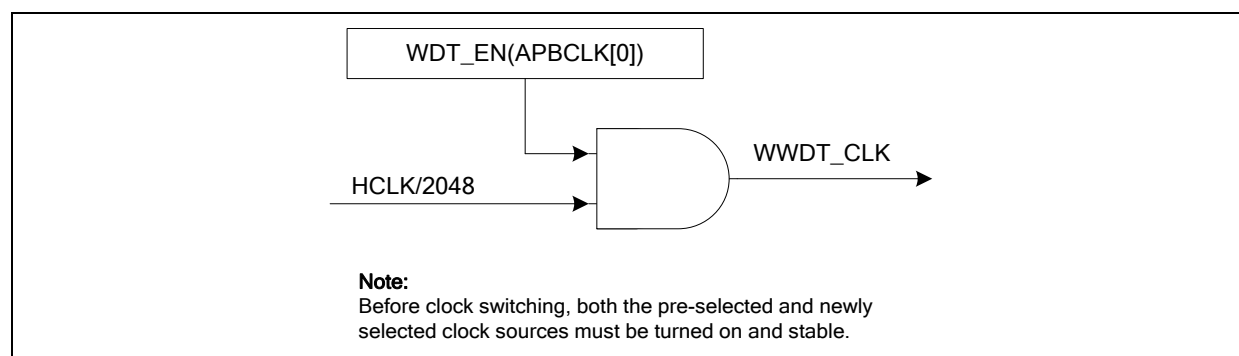 WDT_EN(APBCLK[0])
WWDT_CLK
HCLK/2048
Note:
Before clock switching, both the pre-selected and newly
selected clock sources must be turned on and stable.